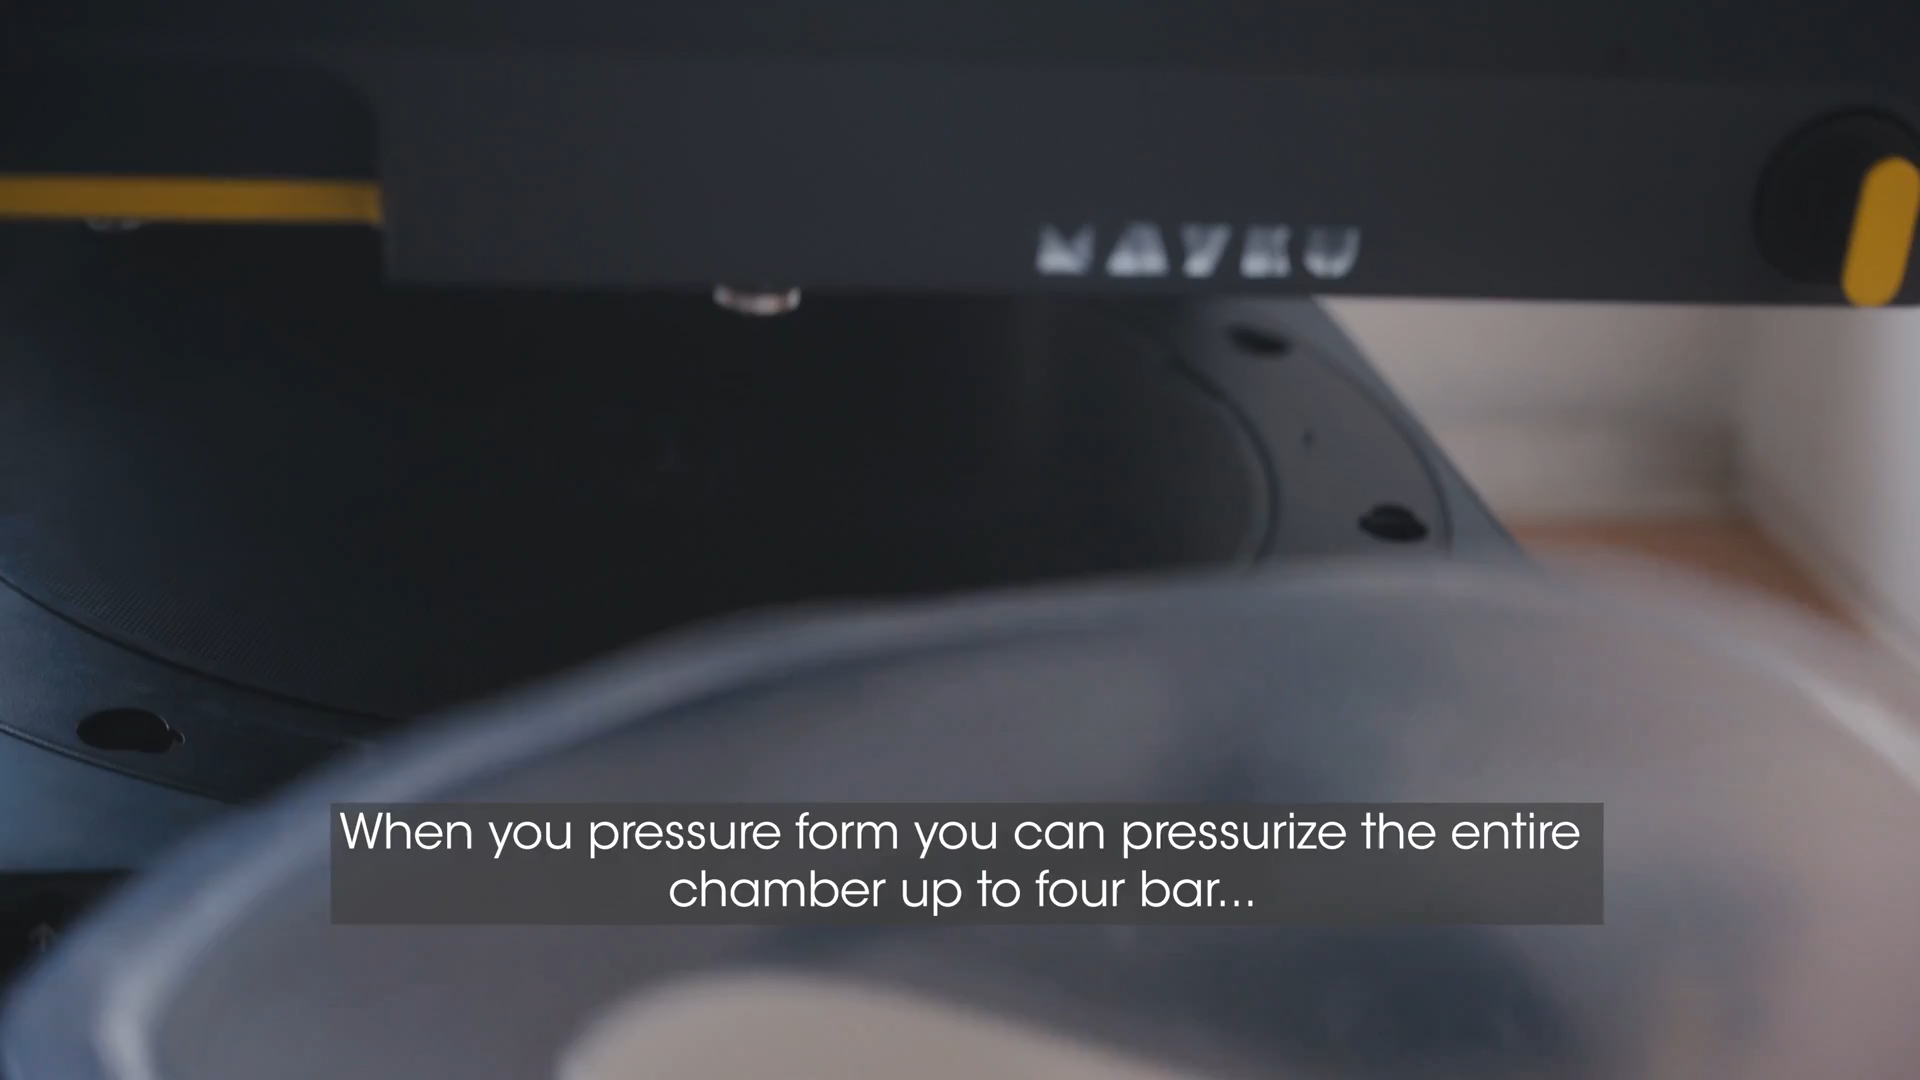 MAYKU
When you pressure form you can pressurize the entire
chamber up to four bar...